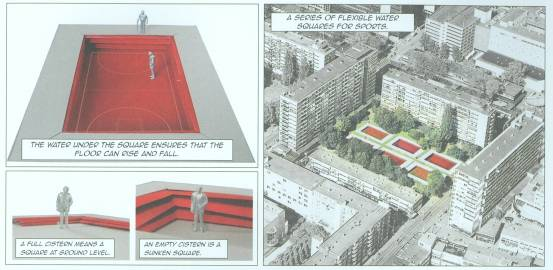 THE WATER UNDER THE SQUARE ENSURES THAT THE
FLOOR CAN RISE AND FALL.
A FULL CISTERN MEANS A
SQUARE AT GROUND LEVEL.
AN EMPTY CISTERN IS A
SUNKEN SQUARE.
A SERIES OF FLEXIBLE WATER
SQUARES FOR SPORTS.